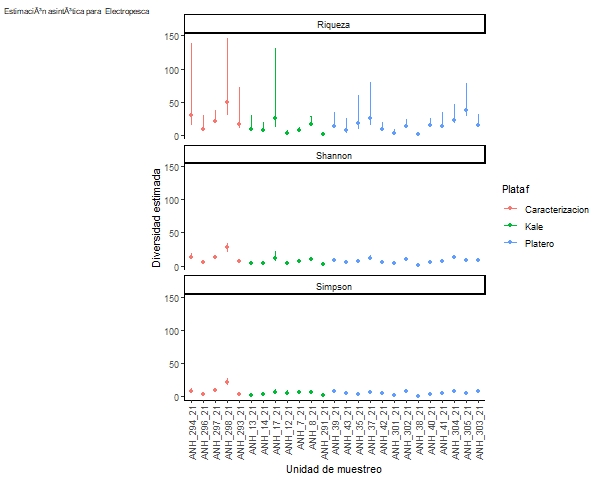 EstimaciÃ³n asintÃ³tica para Electropesca
Riqueza
150
100
50
0
Shannon
150
100
50
0
Simpson
150
100
50
0
Diversidad estimada
ANH_294_21
ANH_296_21
ANH_297_21
ANH_298_21
ANH_293_21
ANH_13_21
ANH_14_21
ANH_17_21
ANH_12_21
ANH_7_21
ANH_8_21
ANH_291_21
ANH_39_21
ANH_43_21
ANH_35_21
ANH_37_21
ANH_42_21
ANH_301_21
ANH_302_21
ANH_38_21
ANH_40_21
ANH_41_21
ANH_304_21
ANH_305_21
ANH_303_21
Unidad de muestreo
Plataf
Caracterizacion
Kale
Platero